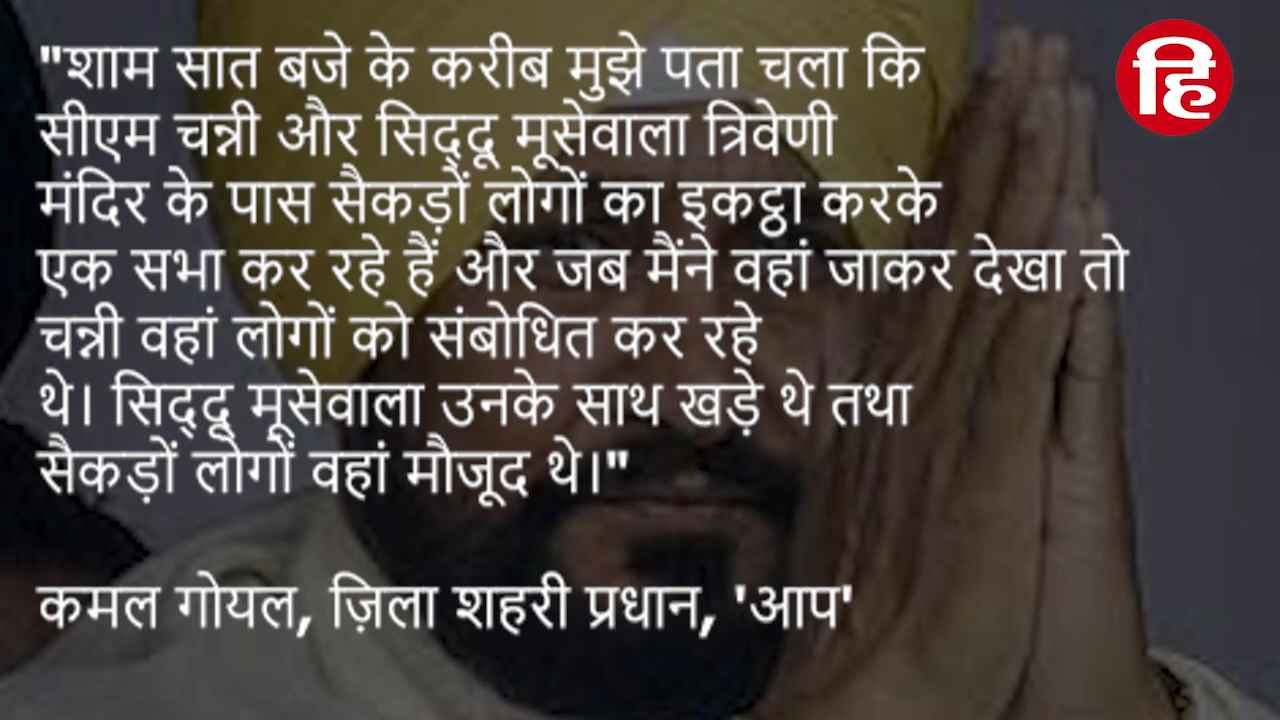 "शाम सात बजे के करीब मुझे पता चला कि
सीएम चन्नी और सिद्दू मूसेवाला त्रिवेणी
मंदिर के पास सैकड़ों लोगों का इकट्ठा करके
एक सभा कर रहे हैं और जब मैंने वहां जाकर देखा तो
चन्नी वहां लोगों को संबोधित कर रहे
थे। सिद्दू मूसेवाला उनके साथ खड़े थे तथा
सैकड़ों लोगों वहां मौजूद थे।"
कमल गोयल, ज़िला शहरी प्रधान, 'आप'
हि